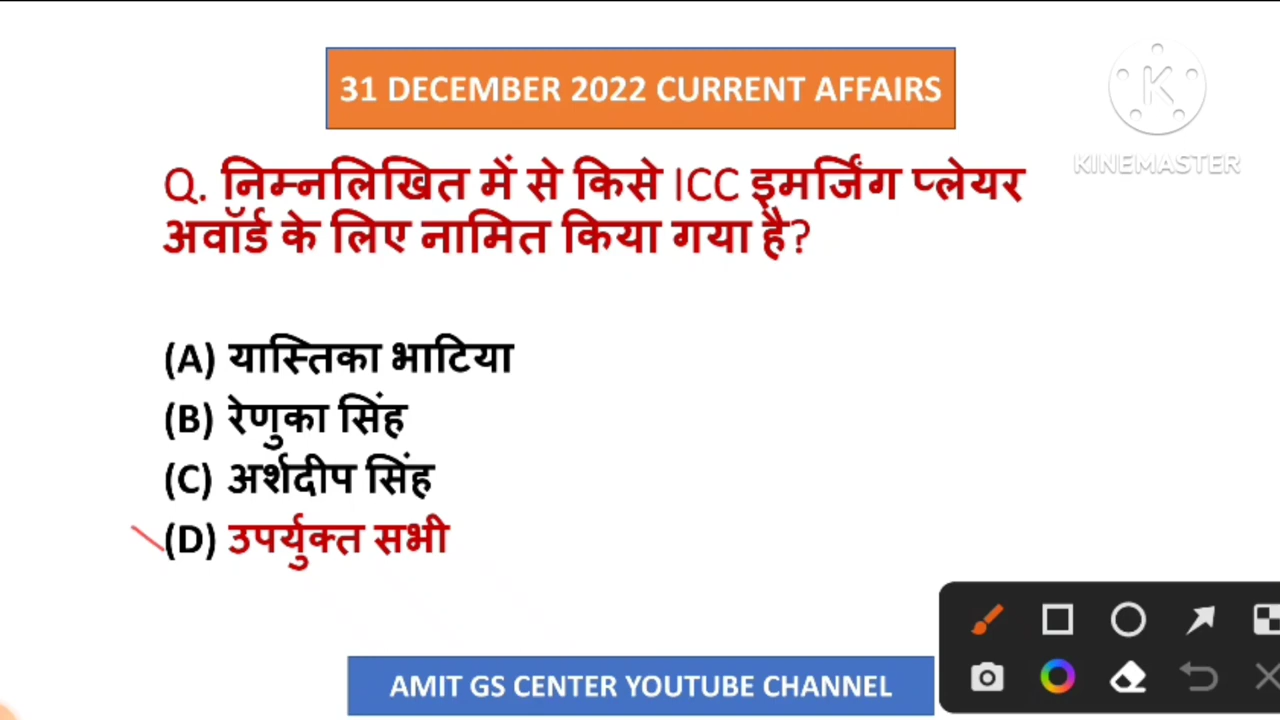 31 DECEMBER 2022 CURRENT AFFAIRS
KINEMASTER
Q. निम्नलिखित में से किसे ICC इमर्जिंग प्लेयर
अवॉर्ड के लिए नामित किया गया है?
(A) यास्तिका भाटिया
(B) रेणुका सिंह
(C) अर्शदीप सिंह
(D) उपर्युक्त सभी
AMIT GS CENTER YOUTUBE CHANNEL